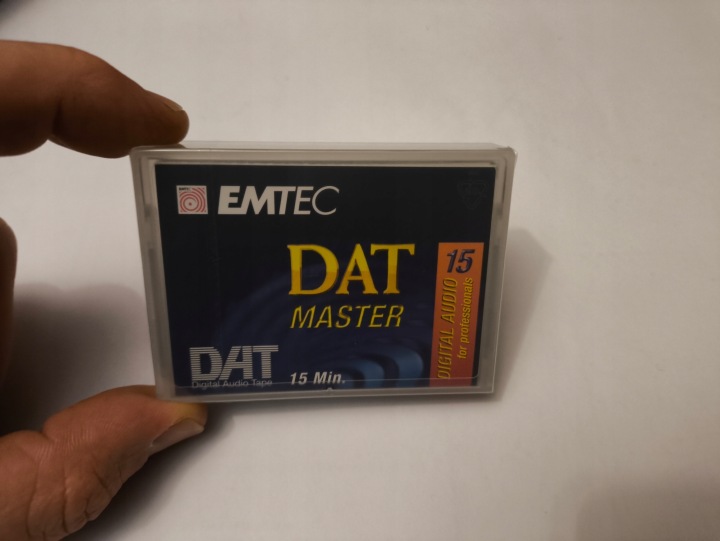 EMTEC
DAT
MASTER
15
DIGITAL AUDIO
for professionals
DAT
Digital Audio Tape
15 Min.